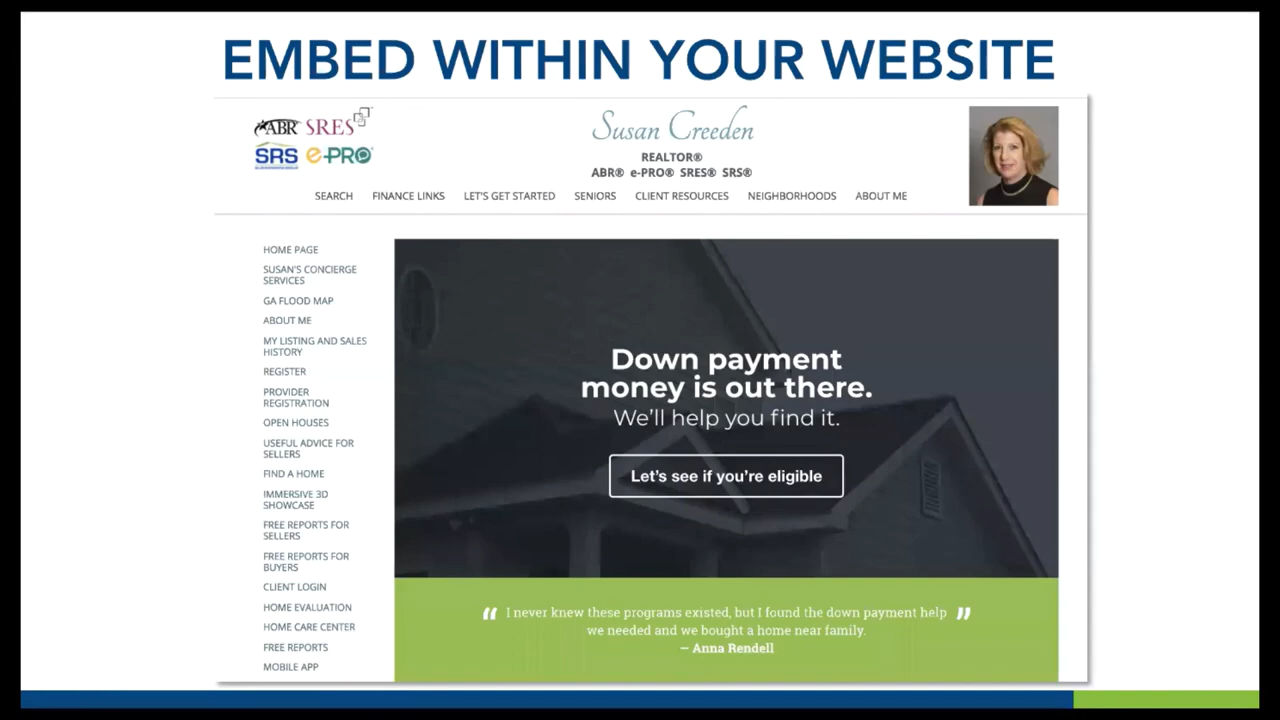 EMBED WITHIN YOUR WEBSITE
ABR SRES
SRS e-PRO
Susan Creeden
REALTOR®
ABR® e-PRO® SRES® SRS®
SEARCH FINANCE LINKS LET'S GET STARTED SENIORS CLIENT RESOURCES NEIGHBORHOODS ABOUT ME
HOME PAGE
SUSAN'S CONCIERGE
SERVICES
GA FLOOD MAP
ABOUT ME
MY LISTING AND SALES
HISTORY
REGISTER
PROVIDER
REGISTRATION
OPEN HOUSES
USEFUL ADVICE FOR
SELLERS
FIND A HOME
IMMERSIVE 3D
SHOWCASE
FREE REPORTS FOR
SELLERS
FREE REPORTS FOR
BUYERS
CLIENT LOGIN
HOME EVALUATION
HOME CARE CENTER
FREE REPORTS
MOBILE APP
Down payment
money is out there.
We'll help you find it.
Let's see if you're eligible
“ I never knew these programs existed, but I found the down payment help ”
we needed and we bought a home near family.
— Anna Rendell